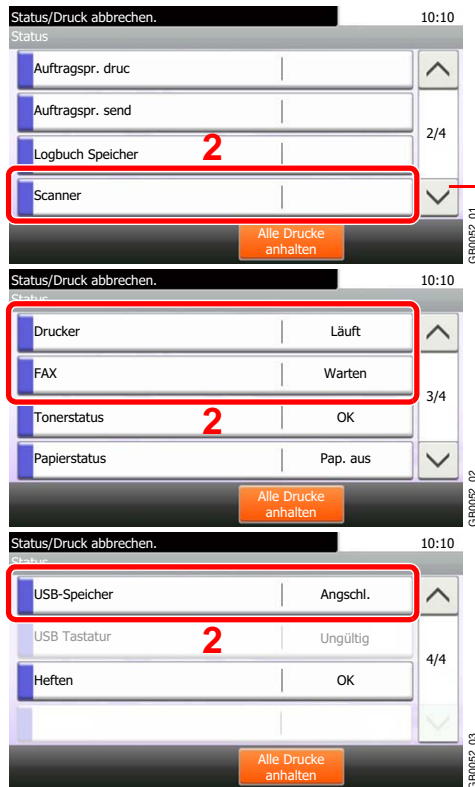 Status/Druck abbrechen. 10:10
Status
Auftragspr. druc
Auftragspr. send
2/4
Logbuch Speicher
2
Scanner
Alle Drucke
anhalten
GB0052_01
Status/Druck abbrechen. 10:10
Status
Drucker Läuft
FAX Warten
3/4
Tonerstatus OK
2
Papierstatus Pap. aus
Alle Drucke
anhalten
GB0052_02
Status/Druck abbrechen. 10:10
Status
USB-Speicher Angschl.
USB Tastatur Ungültig
2
4/4
Heften OK
Alle Drucke
anhalten
GB0052_03